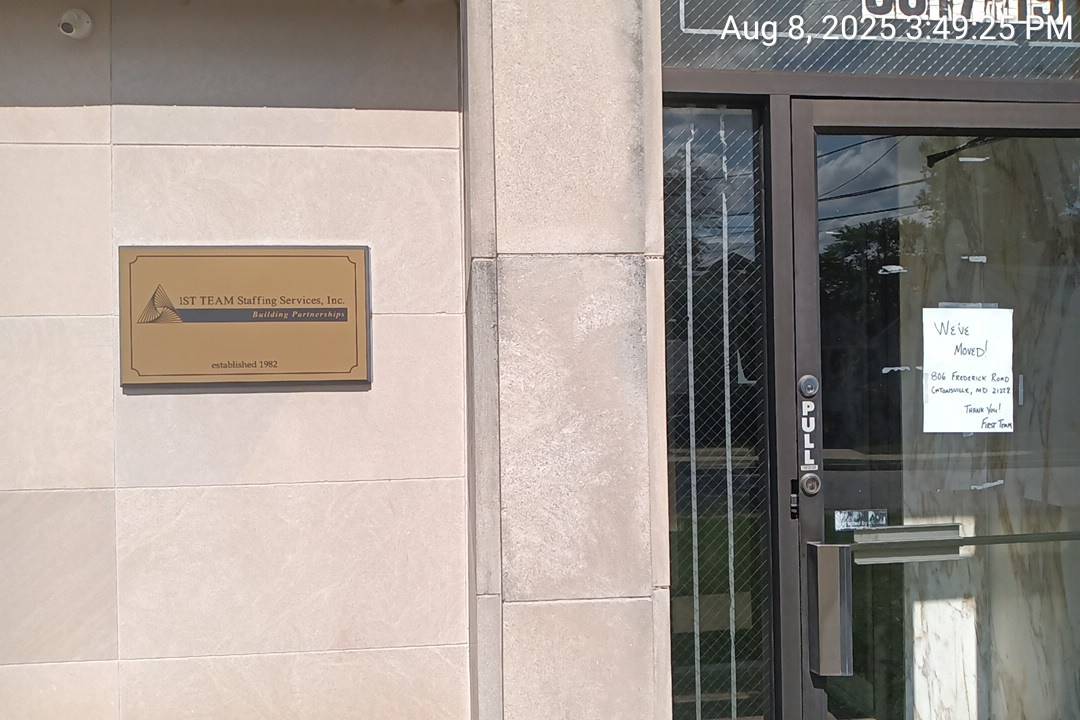 Aug 8, 2025 3:49:25 PM
1ST TEAM Staffing Services, Inc.
Building Partnerships
established 1982
WE'VE
MOVED!
806 FREDERICK ROAD
CATONSVILLE, MD 21228
THANK YOU!
FIRST TEAM
PULL